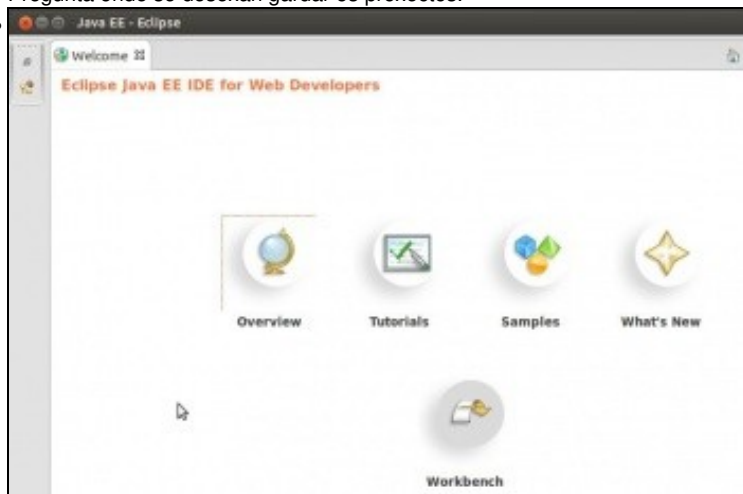 Java EE - Eclipse
Welcome
Eclipse Java EE IDE for Web Developers
Overview
Tutorials
Samples
What's New
Workbench